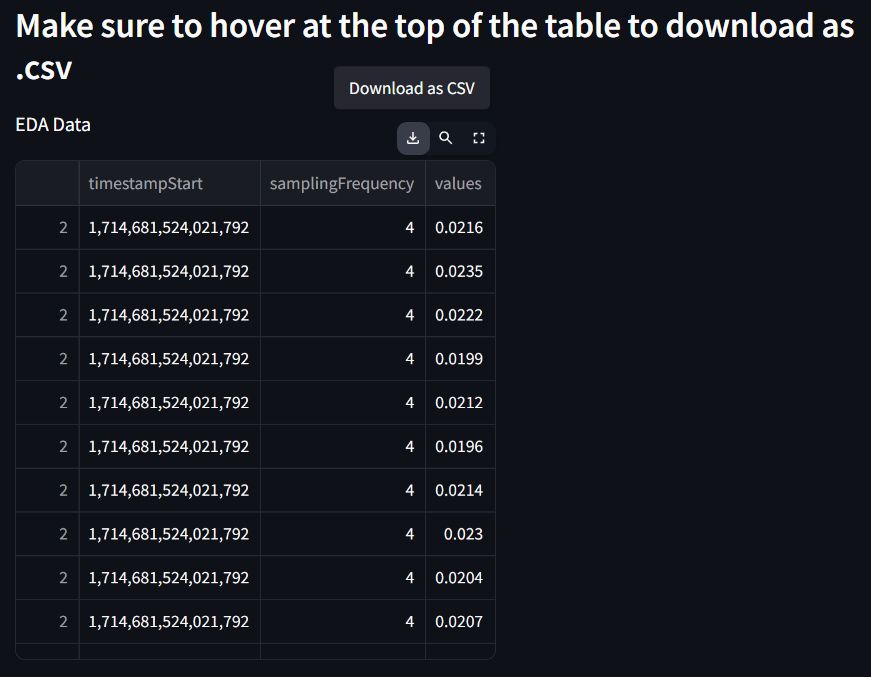 Make sure to hover at the top of the table to download as
.csv
Download as CSV
EDA Data
timestampStart samplingFrequency values
2 1,714,681,524,021,792 4 0.0216
2 1,714,681,524,021,792 4 0.0235
2 1,714,681,524,021,792 4 0.0222
2 1,714,681,524,021,792 4 0.0199
2 1,714,681,524,021,792 4 0.0212
2 1,714,681,524,021,792 4 0.0196
2 1,714,681,524,021,792 4 0.0214
2 1,714,681,524,021,792 4 0.023
2 1,714,681,524,021,792 4 0.0204
2 1,714,681,524,021,792 4 0.0207